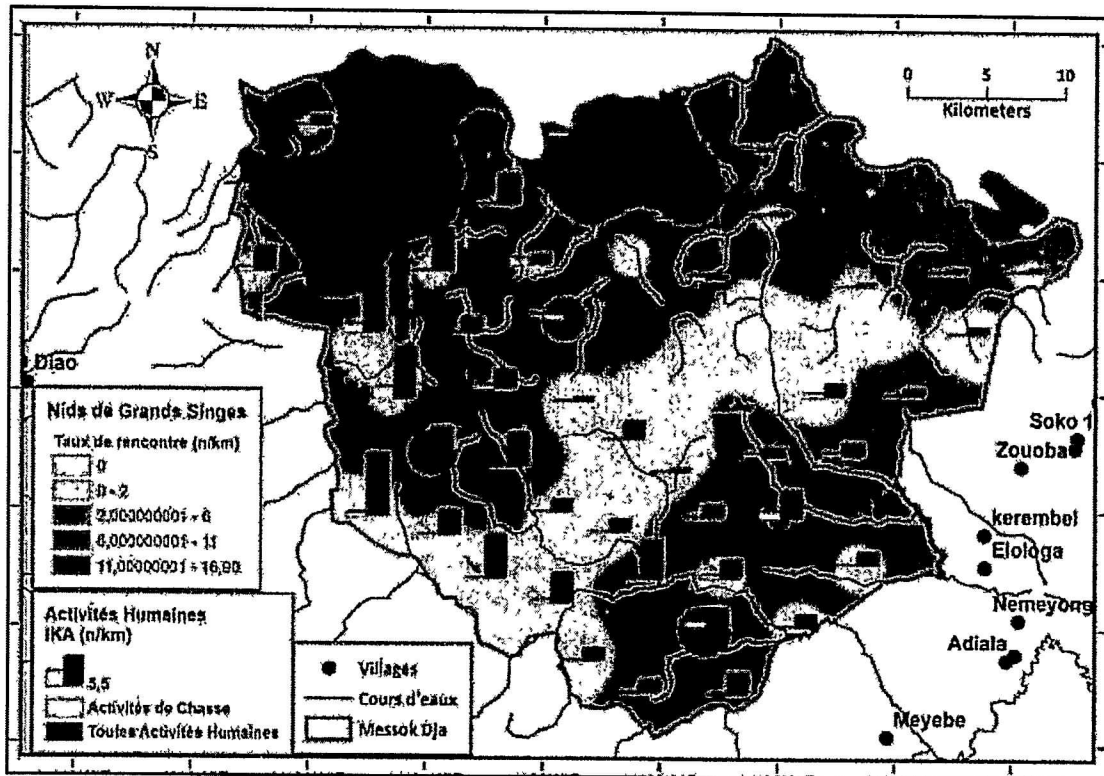 N
W E
S
0 5 10
Kilometers
Djao
Soko 1
Zouoba
kerembel
Elologa
Nemeyong
Adiala
Meyebe
Nids de Grands Singes
Taux de rencontre (n/km)
0
0 - 2
2,000000001 - 6
6,000000001 - 11
11,00000001 - 16,90
Activités Humaines
IKA (n/km)
5,5
Activités de Chasse
Toutes Activités Humaines
Villages
Cours d'eaux
Messok Dja